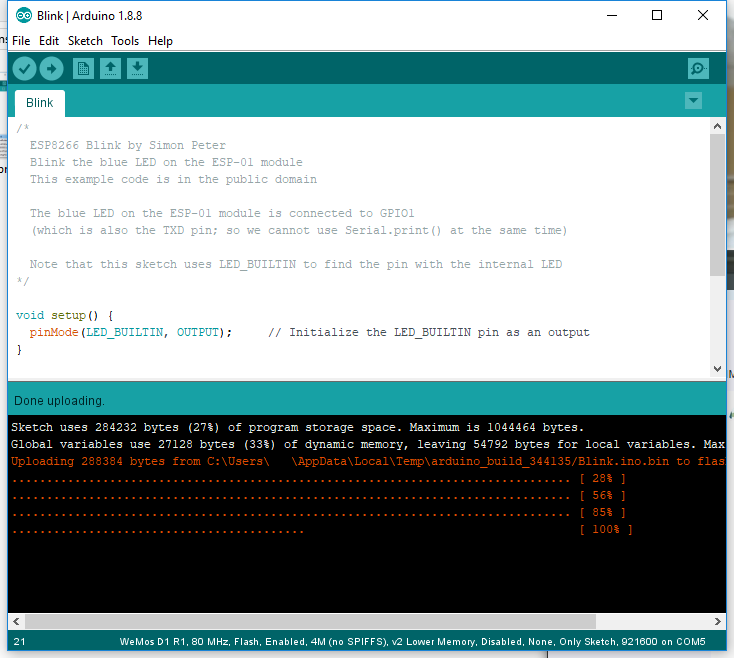 Blink | Arduino 1.8.8
File Edit Sketch Tools Help
Blink
/*
ESP8266 Blink by Simon Peter
Blink the blue LED on the ESP-01 module
This example code is in the public domain
The blue LED on the ESP-01 module is connected to GPIO1
(which is also the TXD pin; so we cannot use Serial.print() at the same time)
Note that this sketch uses LED_BUILTIN to find the pin with the internal LED
*/
void setup() {
pinMode(LED_BUILTIN, OUTPUT); // Initialize the LED_BUILTIN pin as an output
}
Done uploading.
Sketch uses 284232 bytes (27%) of program storage space. Maximum is 1044464 bytes.
Global variables use 27128 bytes (33%) of dynamic memory, leaving 54792 bytes for local variables. Max
Uploading 288384 bytes from C:\Users\ \AppData\Local\Temp\arduino_build_344135/Blink.ino.bin to flas
................................................................................ [ 28% ]
................................................................................ [ 56% ]
................................................................................ [ 85% ]
.......................................... [ 100% ]
21 WeMos D1 R1, 80 MHz, Flash, Enabled, 4M (no SPIFFS), v2 Lower Memory, Disabled, None, Only Sketch, 921600 on COM5